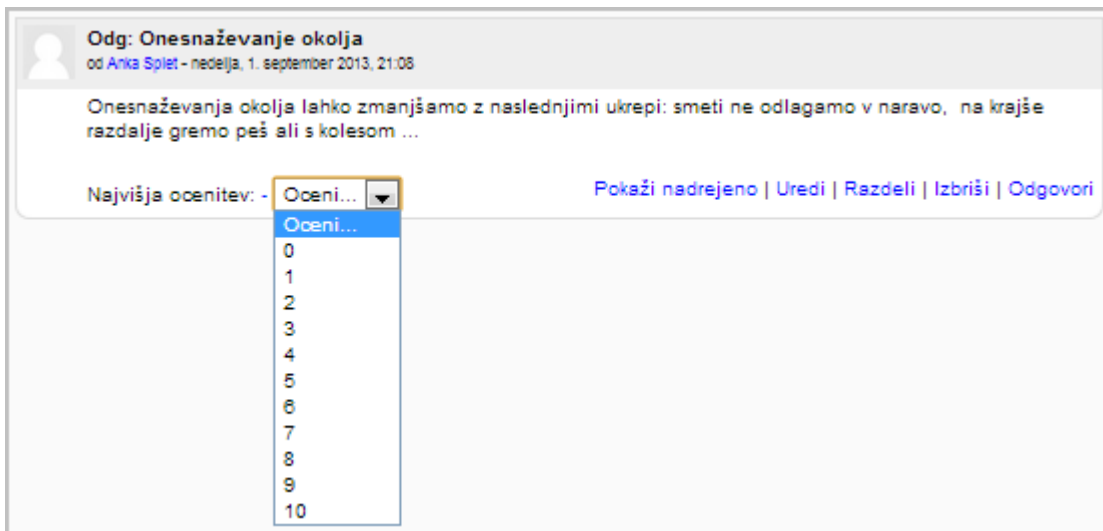 Odg: Onesnaževanje okolja
od Anka Splet - nedelja, 1. september 2013, 21:08
Onesnaževanja okolja lahko zmanjšamo z naslednjimi ukrepi: smeti ne odlagamo v naravo, na krajše
razdalje gremo peš ali s kolesom ...
Najvišja ocenitev: - Oceni... Pokaži nadrejeno | Uredi | Razdeli | Izbriši | Odgovori
Oceni...
0
1
2
3
4
5
6
7
8
9
10